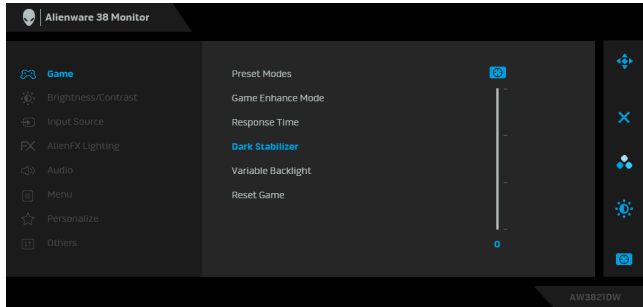 Alienware 38 Monitor
Game
Brightness/Contrast
Input Source
AlienFX Lighting
Audio
Menu
Personalize
Others
Preset Modes
Game Enhance Mode
Response Time
Dark Stabilizer
Variable Backlight
Reset Game
0
AW3821DW